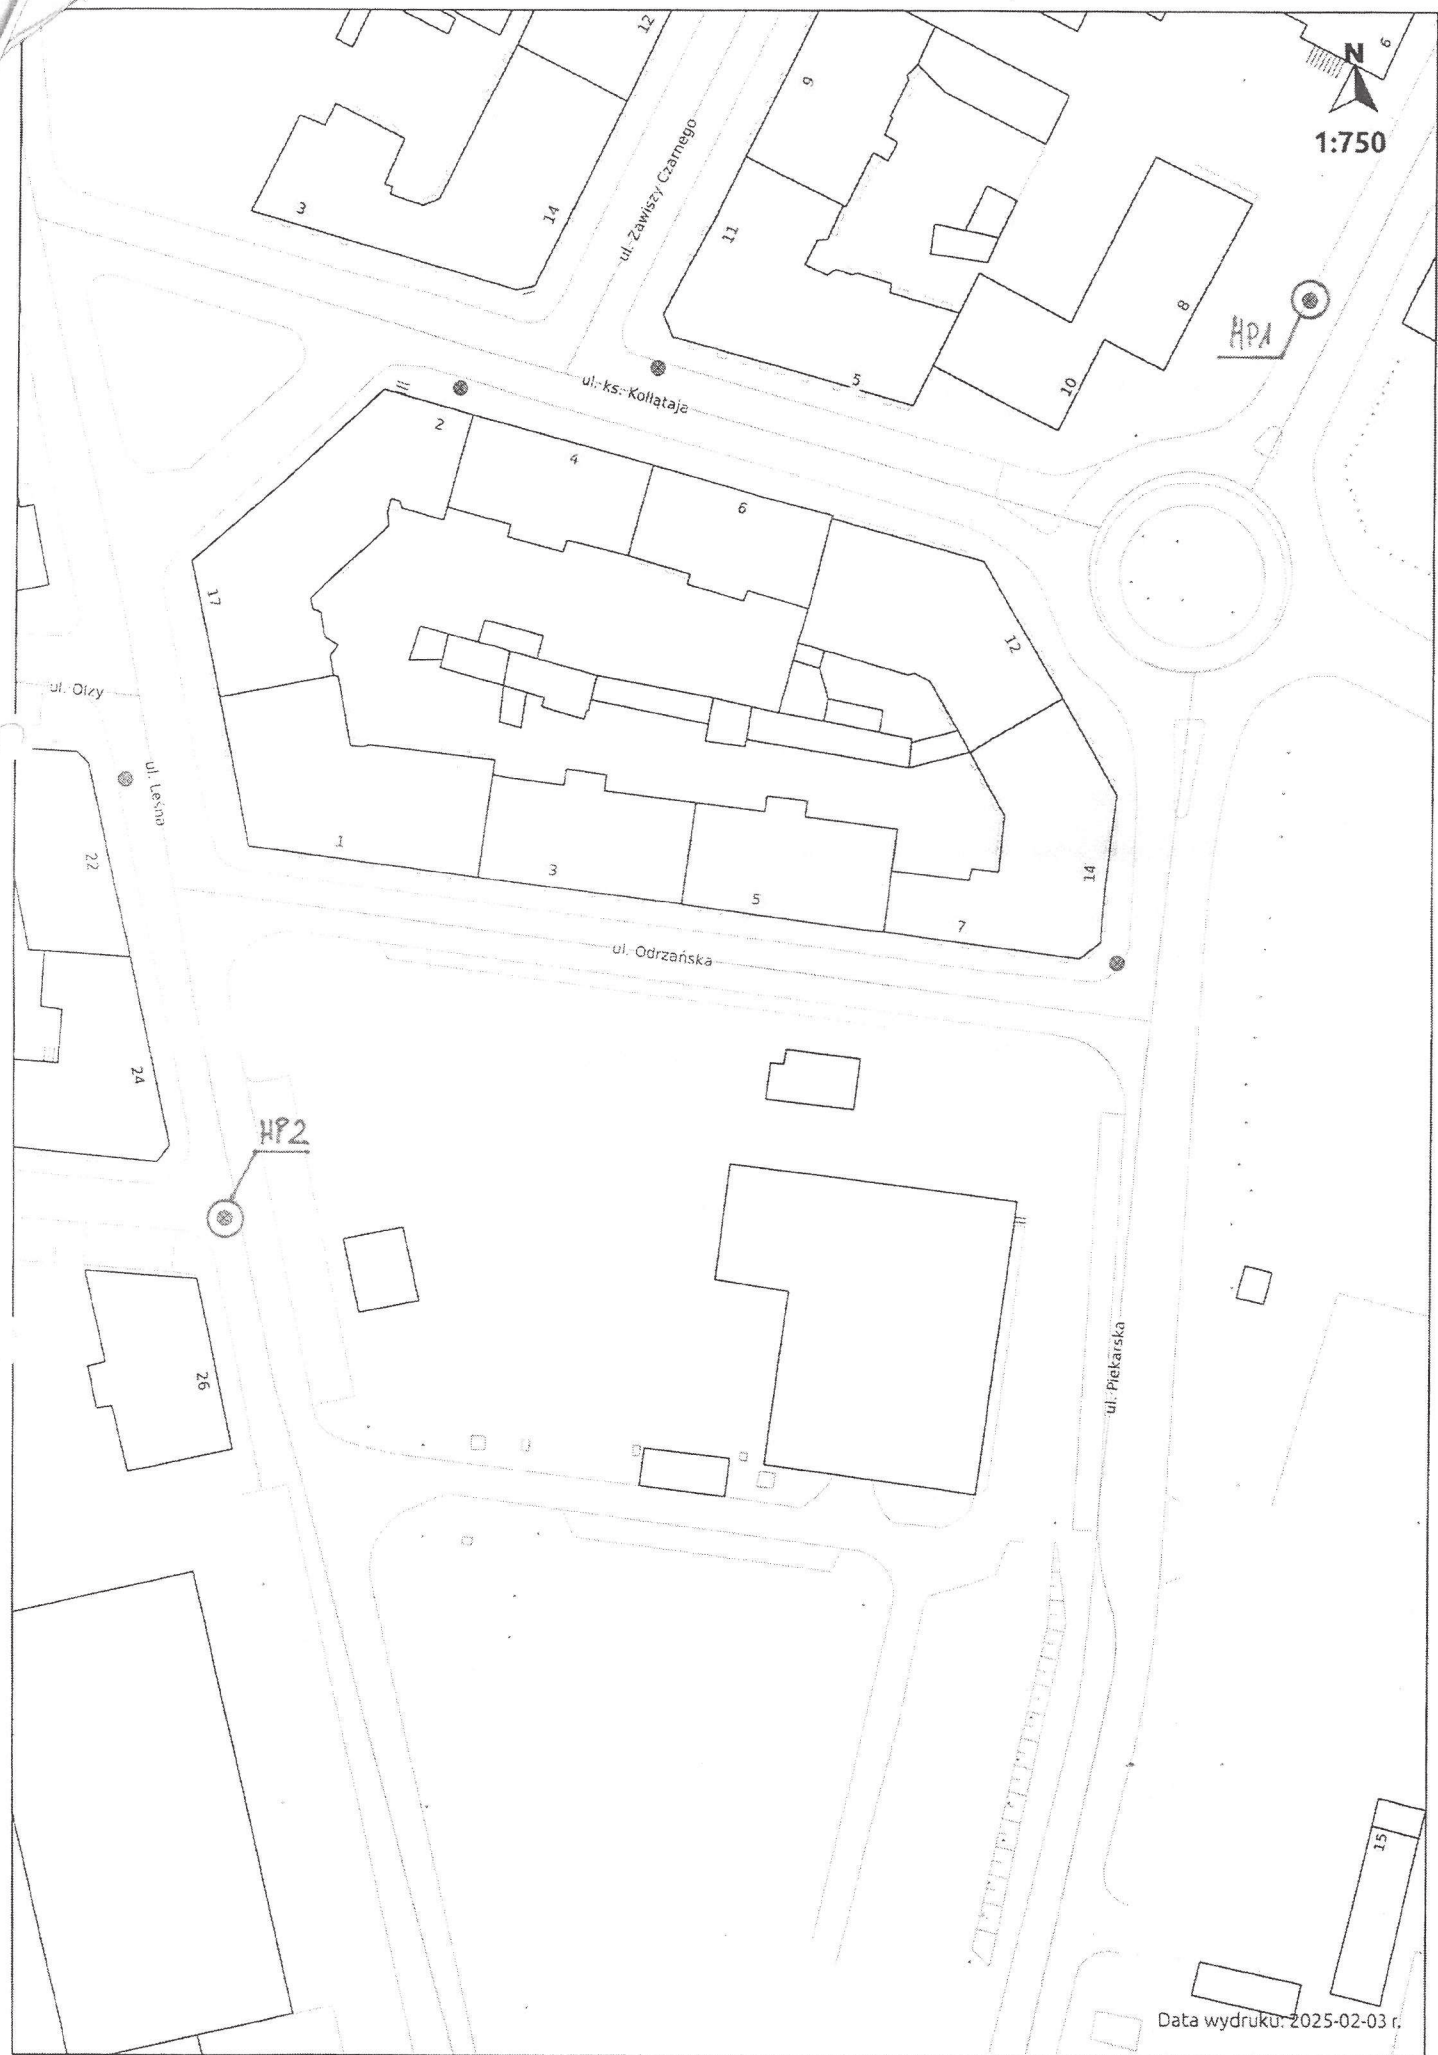 12
9
6
N
1:750
3
14
ul. Zawiszy Czarnego
11
8
HP1
10
5
ul. ks. Kołłątaja
2
4
6
17
12
ul. Olzy
ul. Leśna
22
1
3
5
7
14
ul. Odrzańska
24
HP2
26
ul. Piekarska
15
Data wydruku: 2025-02-03 r.